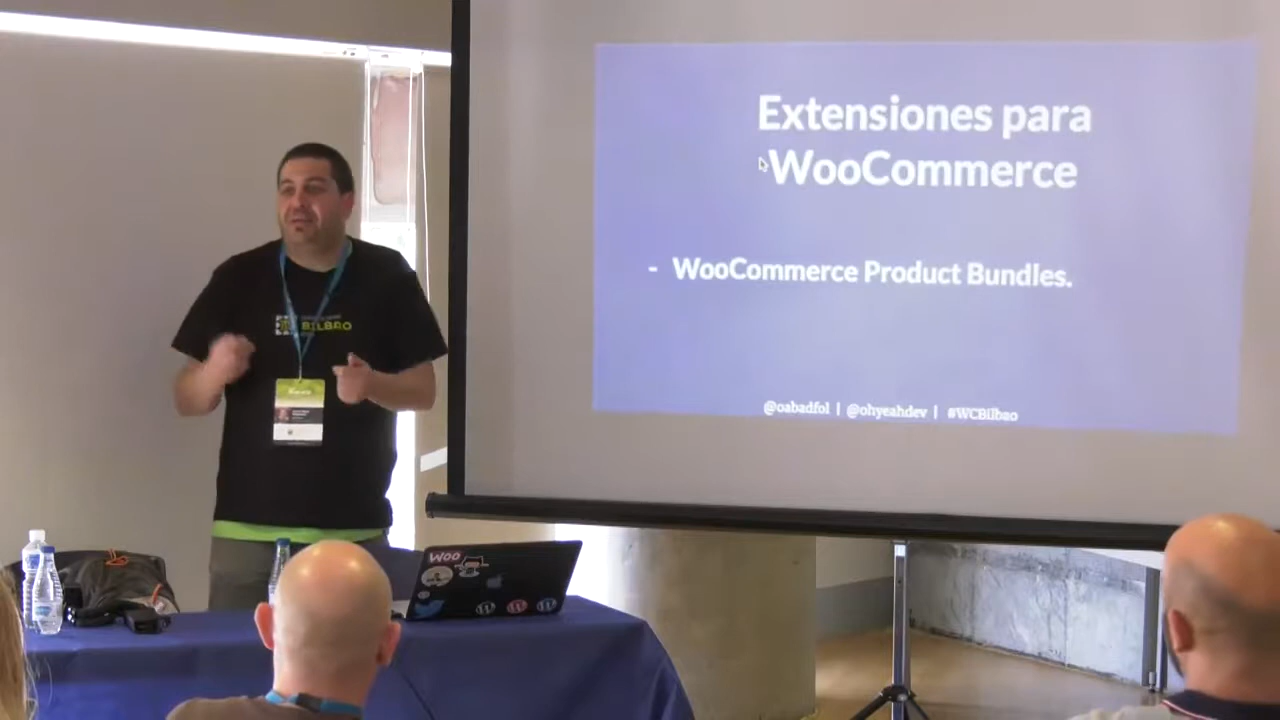 Extensiones para
WooCommerce
- WooCommerce Product Bundles.
@oabadfol | @ohyeahdev | #WCBilbao
BILBAO
Woo